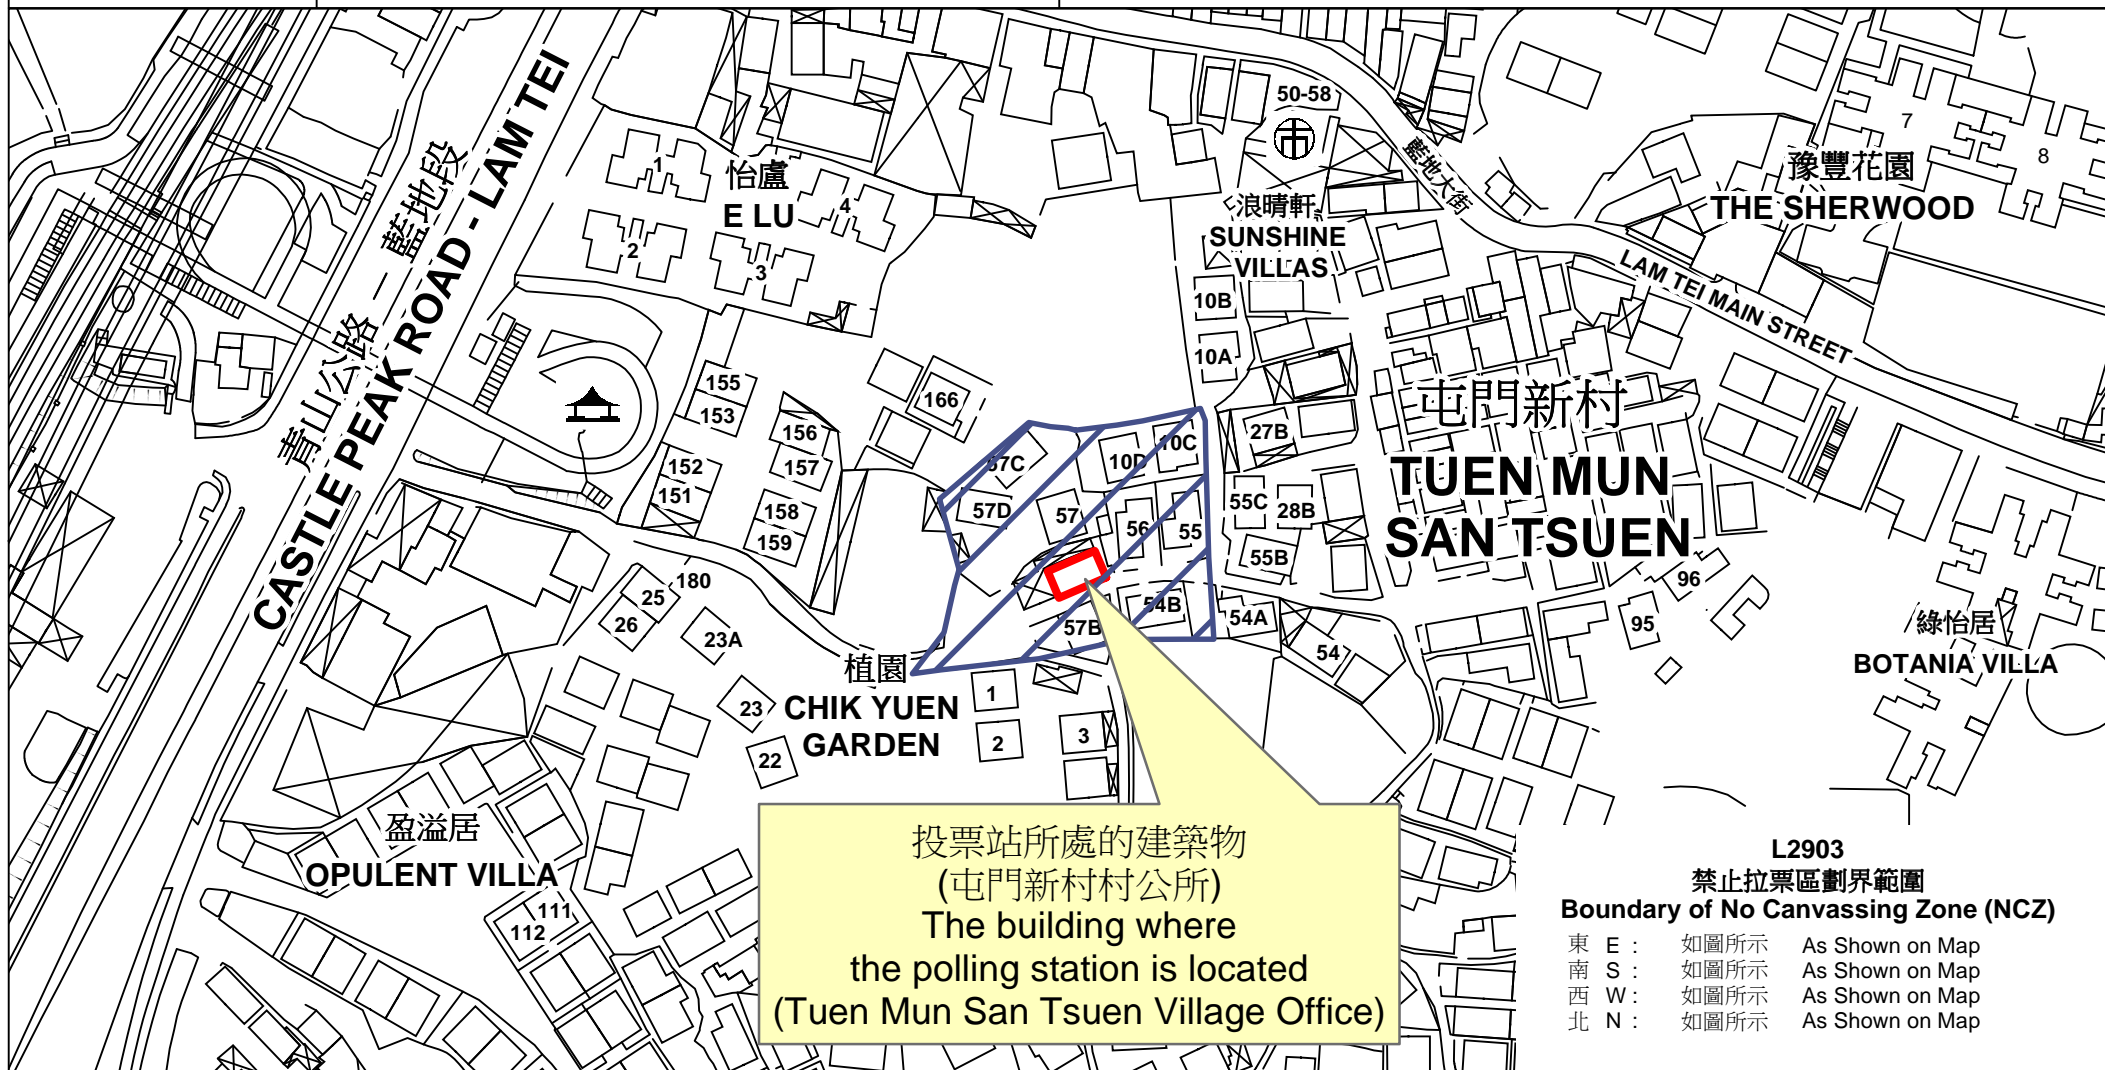 50-58
7
8
豫豐花園
THE SHERWOOD
藍地大街
LAM TEI MAIN STREET
青山公路 － 藍地段
CASTLE PEAK ROAD - LAM TEI
怡盧
E LU
1
2
3
4
浪晴軒
SUNSHINE
VILLAS
10B
10A
155
153
166
156
157
152
151
158
159
27B
55C
28B
55B
屯門新村
TUEN MUN
SAN TSUEN
57C
10D
10C
57D
57
56
55
54B
57B
54A
54
96
95
綠怡居
BOTANIA VILLA
180
25
26
23A
23
22
植園
CHIK YUEN
GARDEN
1
2
3
盈溢居
OPULENT VILLA
111
112
投票站所處的建築物
(屯門新村村公所)
The building where
the polling station is located
(Tuen Mun San Tsuen Village Office)
L2903
禁止拉票區劃界範圍
Boundary of No Canvassing Zone (NCZ)
東 E : 如圖所示 As Shown on Map
南 S : 如圖所示 As Shown on Map
西 W : 如圖所示 As Shown on Map
北 N : 如圖所示 As Shown on Map